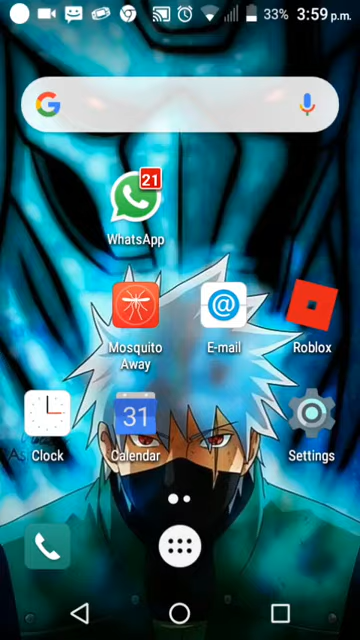 33% 3:59 p.m.
G
21
WhatsApp
Mosquito
Away
@
E-mail
Roblox
Clock
31
Calendar
Settings